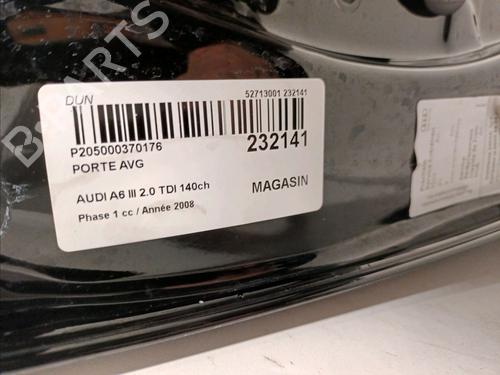 PARTS
DUN
52713001 232141
P205000370176
232141
PORTE AVG
AUDI A6 III 2.0 TDI 140ch
MAGASIN
Phase 1 cc / Année 2008